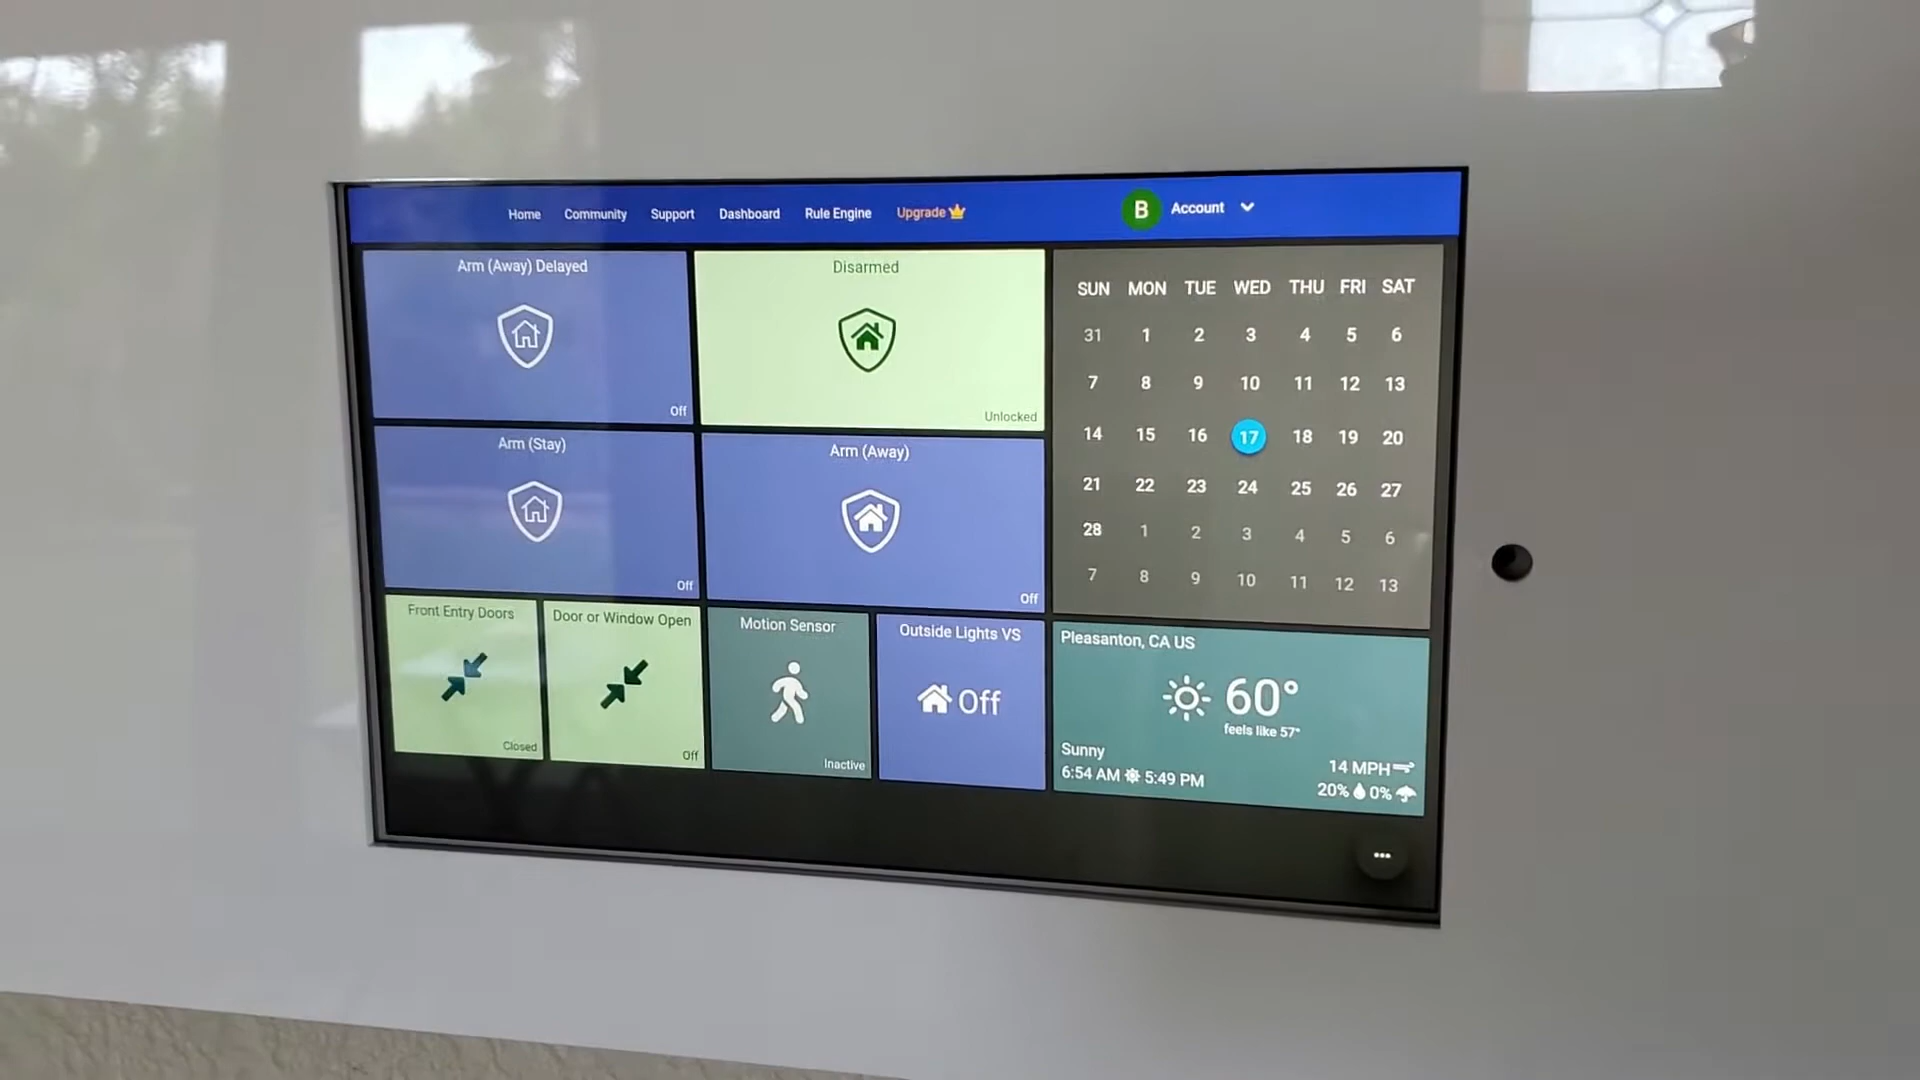 Home Community Support Dashboard Rule Engine Upgrade
B Account
Arm (Away) Delayed
Off
Disarmed
Unlocked
Arm (Stay)
Off
Arm (Away)
Off
Front Entry Doors
Closed
Door or Window Open
Off
Motion Sensor
Inactive
Outside Lights VS
Off
SUN MON TUE WED THU FRI SAT
31 1 2 3 4 5 6
7 8 9 10 11 12 13
14 15 16 17 18 19 20
21 22 23 24 25 26 27
28 1 2 3 4 5 6
7 8 9 10 11 12 13
Pleasanton, CA US
60°
feels like 57°
Sunny
6:54 AM 5:49 PM
14 MPH
20% 0%